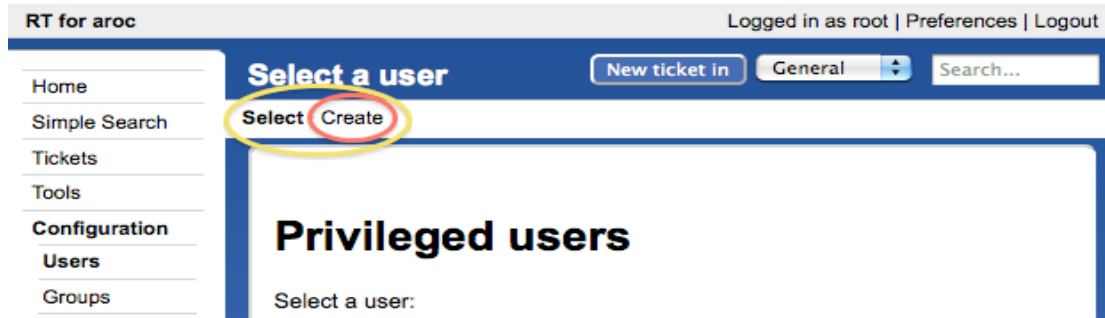 RT for aroc
Logged in as root | Preferences | Logout
Home
Simple Search
Tickets
Tools
Configuration
Users
Groups
Select a user
New ticket in
General
Search...
Select Create
Privileged users
Select a user: